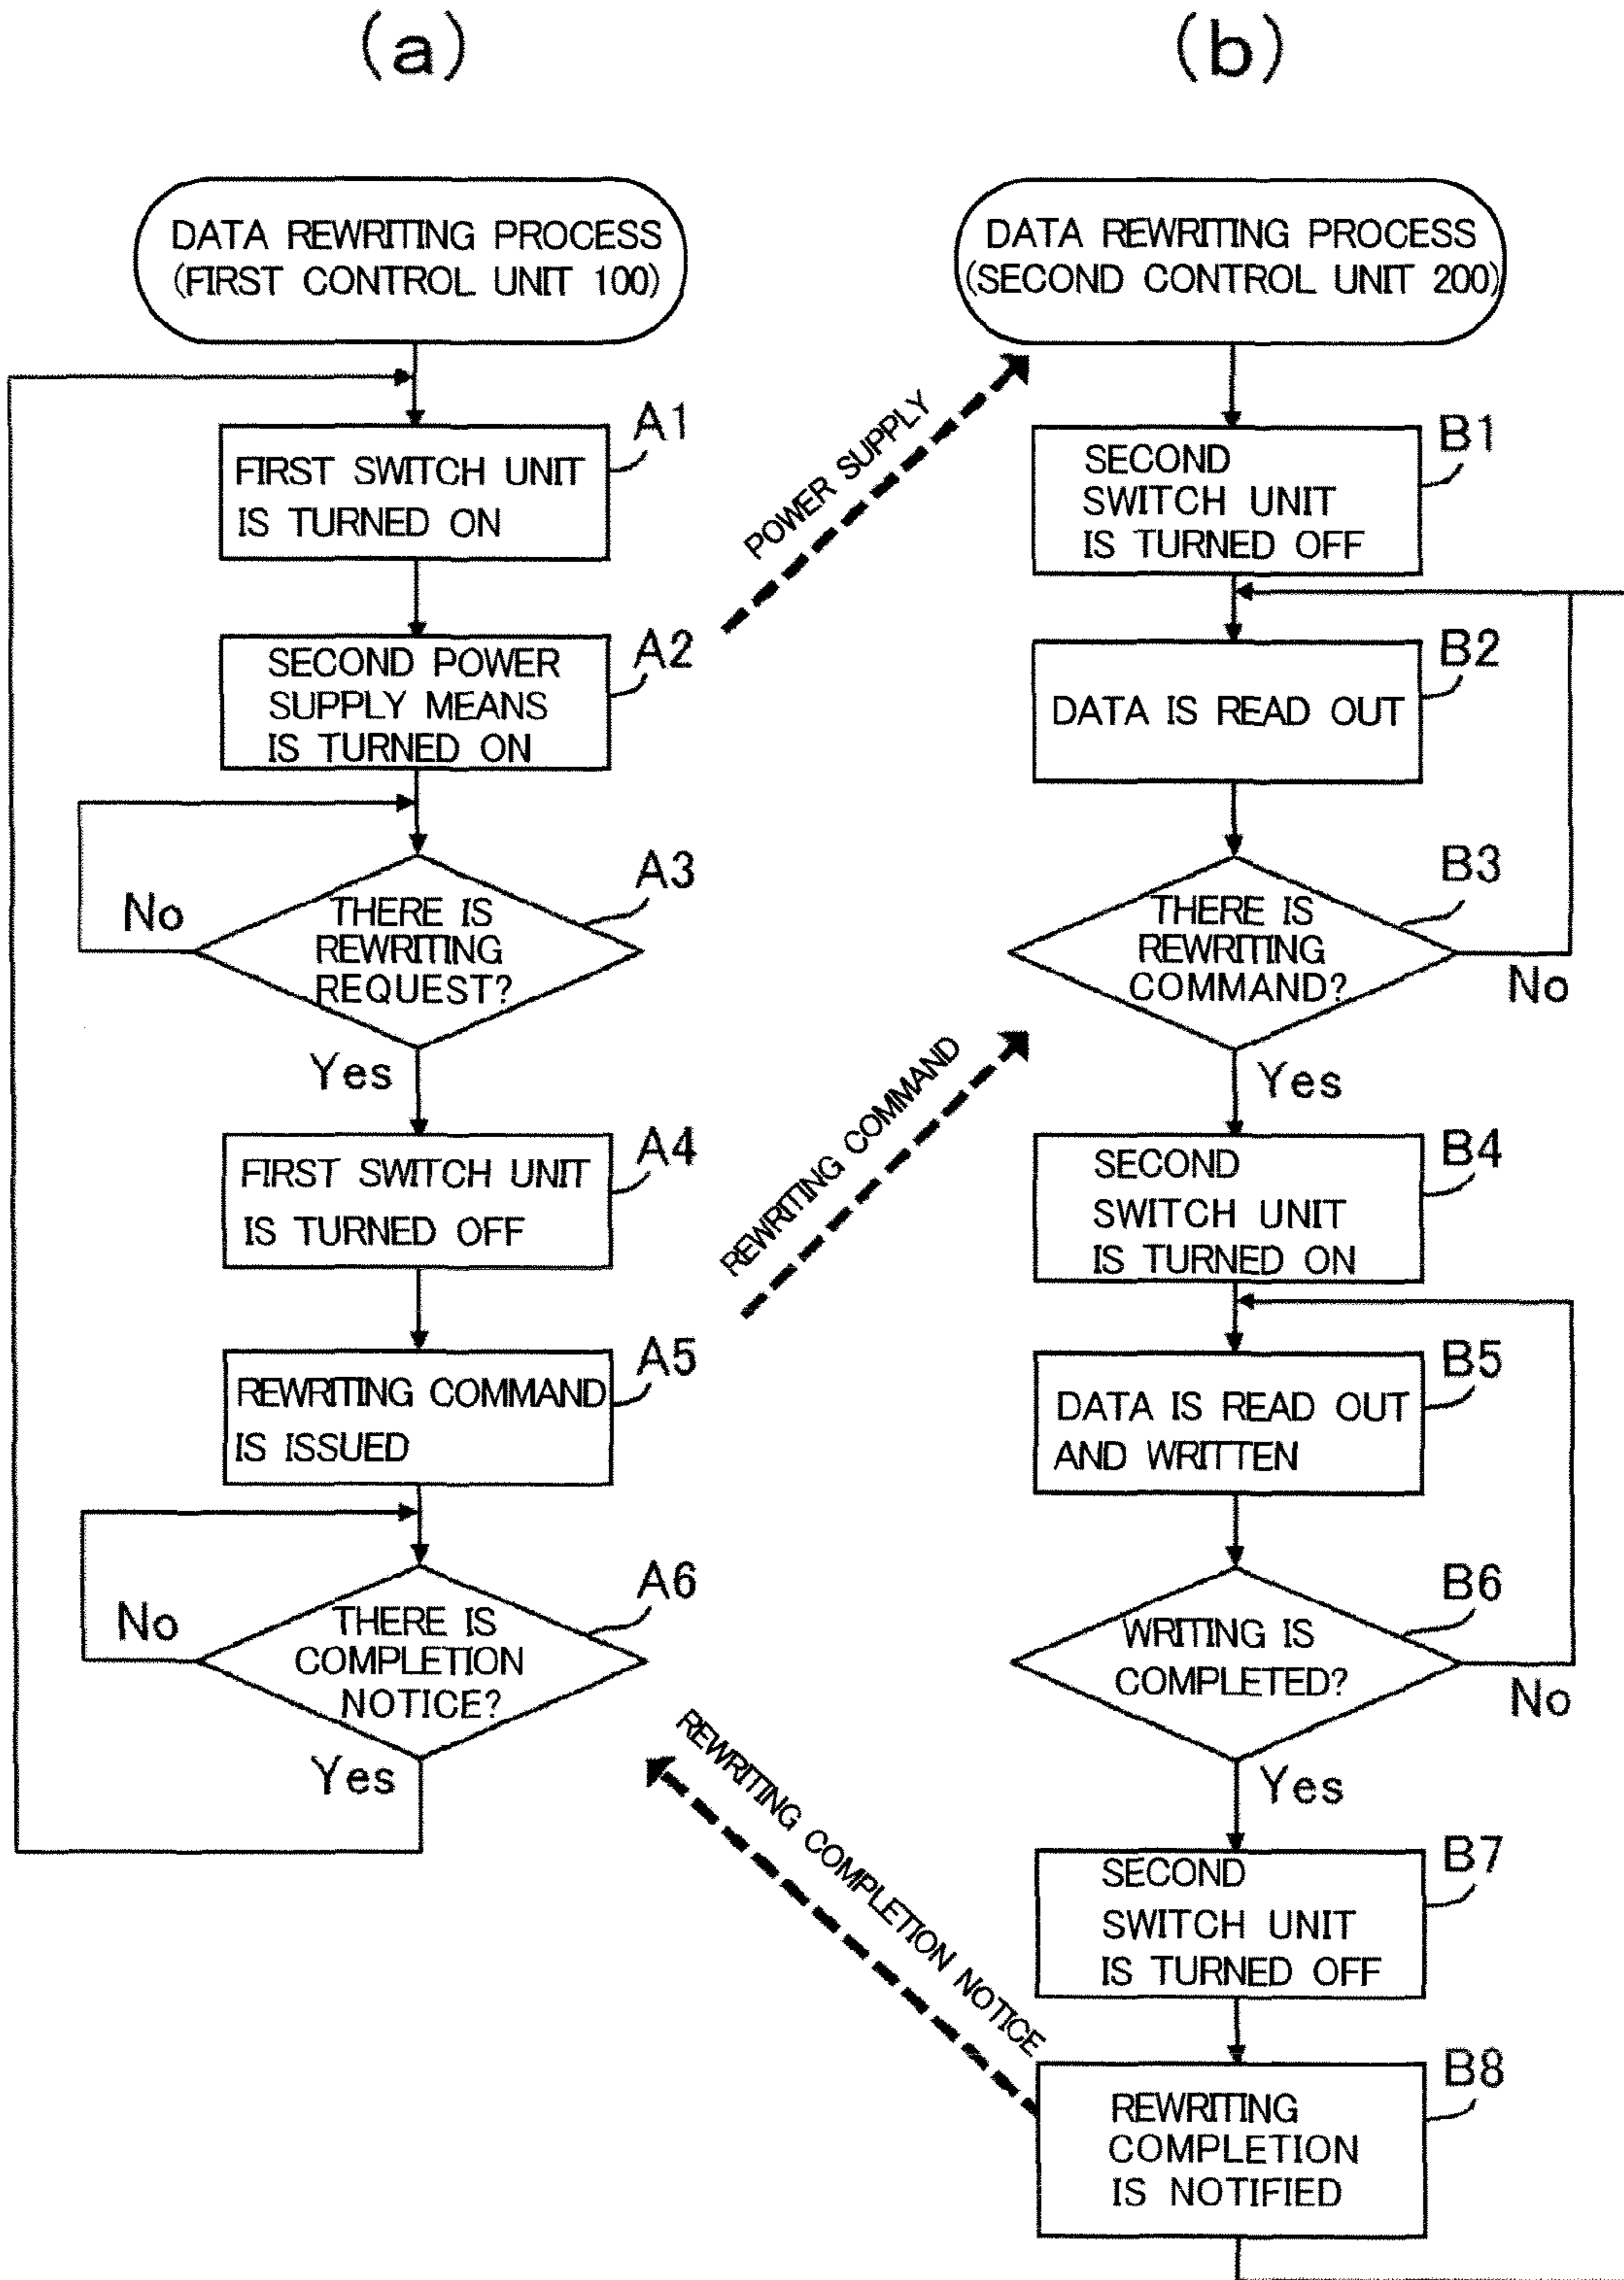 (a)
DATA REWRITING PROCESS
(FIRST CONTROL UNIT 100)
A1
FIRST SWITCH UNIT
IS TURNED ON
A2
SECOND POWER
SUPPLY MEANS
IS TURNED ON
A3
THERE IS
REWRITING
REQUEST?
No
Yes
A4
FIRST SWITCH UNIT
IS TURNED OFF
A5
REWRITING COMMAND
IS ISSUED
A6
THERE IS
COMPLETION
NOTICE?
No
Yes
POWER SUPPLY
REWRITING COMMAND
REWRITING COMPLETION NOTICE
(b)
DATA REWRITING PROCESS
(SECOND CONTROL UNIT 200)
B1
SECOND
SWITCH UNIT
IS TURNED OFF
B2
DATA IS READ OUT
B3
THERE IS
REWRITING
COMMAND?
No
Yes
B4
SECOND
SWITCH UNIT
IS TURNED ON
B5
DATA IS READ OUT
AND WRITTEN
B6
WRITING IS
COMPLETED?
No
Yes
B7
SECOND
SWITCH UNIT
IS TURNED OFF
B8
REWRITING
COMPLETION
IS NOTIFIED